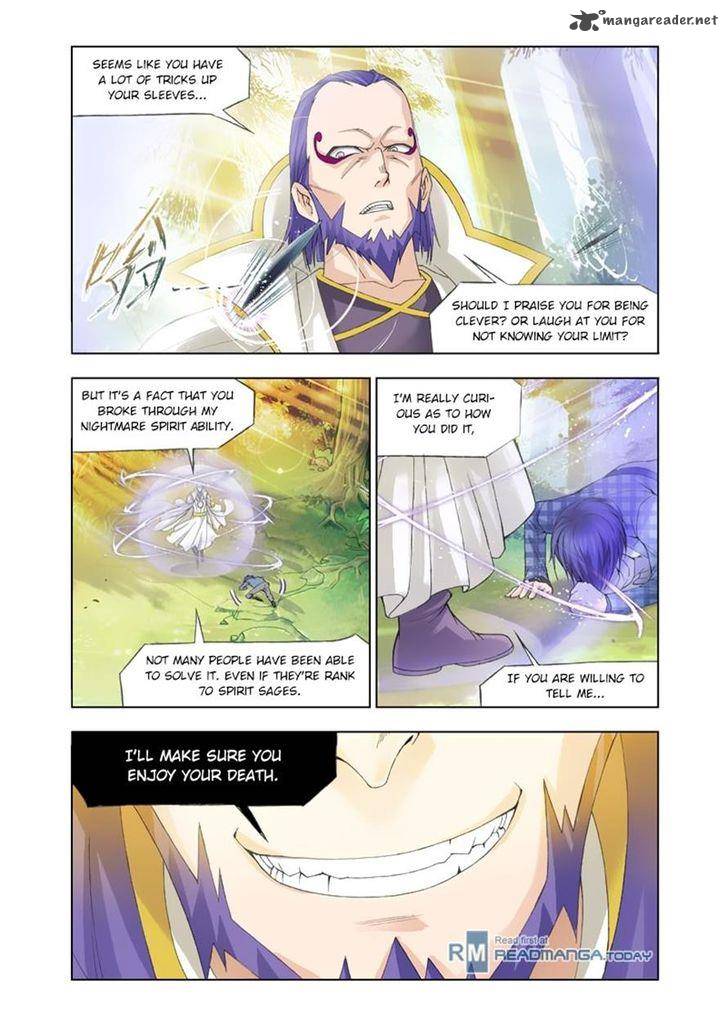 mangareader.net
SEEMS LIKE YOU HAVE
A LOT OF TRICKS UP
YOUR SLEEVES...
SHOULD I PRAISE YOU FOR BEING
CLEVER? OR LAUGH AT YOU FOR
NOT KNOWING YOUR LIMIT?
BUT IT'S A FACT THAT YOU
BROKE THROUGH MY
NIGHTMARE SPIRIT ABILITY.
NOT MANY PEOPLE HAVE BEEN ABLE
TO SOLVE IT. EVEN IF THEY'RE RANK
70 SPIRIT SAGES.
I'M REALLY CURI-
OUS AS TO HOW
YOU DID IT,
IF YOU ARE WILLING TO
TELL ME...
I'LL MAKE SURE YOU
ENJOY YOUR DEATH.
Read first at
RM READMANGA.TODAY